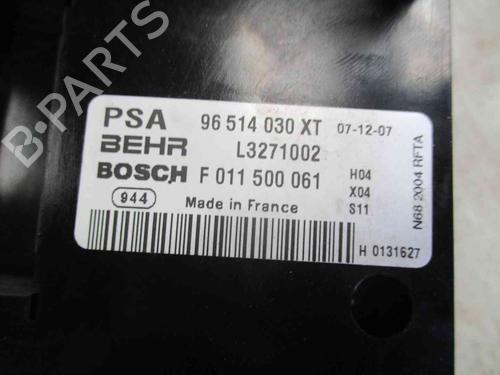 PSA 96 514 030 XT 07-12-07
BEHR L3271002
BOSCH F 011 500 061 H04
X04
944 Made in France S11
H 0131627
N68 2004 RFTA
B-PARTS